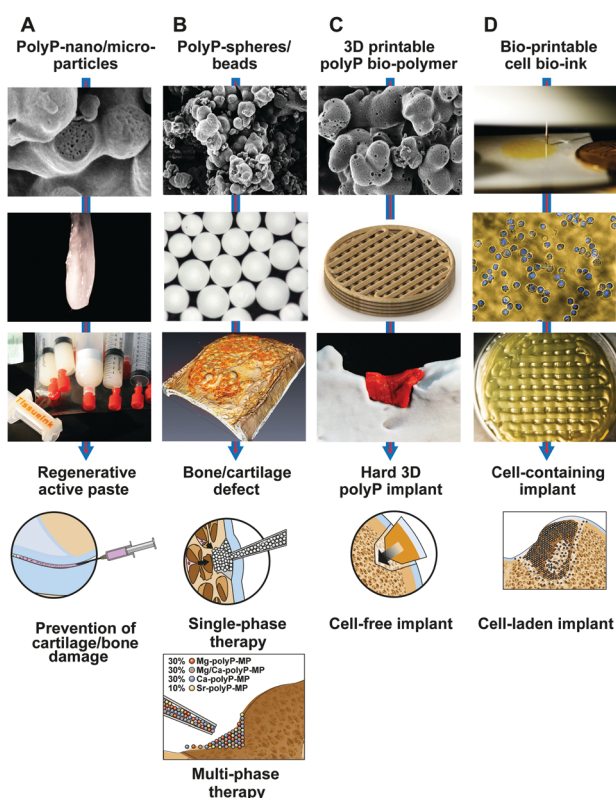 A
PolyP-nano/micro-
particles
B
PolyP-spheres/
beads
C
3D printable
polyP bio-polymer
D
Bio-printable
cell bio-ink
Tissueink
Regenerative
active paste
Bone/cartilage
defect
Hard 3D
polyP implant
Cell-containing
implant
Prevention of
cartilage/bone
damage
Single-phase
therapy
Cell-free implant
Cell-laden implant
30% Mg-polyP-MP
30% Mg/Ca-polyP-MP
30% Ca-polyP-MP
10% Sr-polyP-MP
Multi-phase
therapy